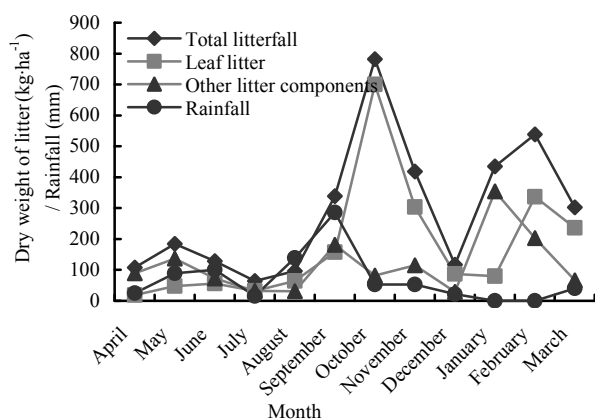 Dry weight of litter (kg·ha⁻¹)
/ Rainfall (mm)
900
800
700
600
500
400
300
200
100
0
Total litterfall
Leaf litter
Other litter components
Rainfall
April
May
June
July
August
September
October
November
December
January
February
March
Month